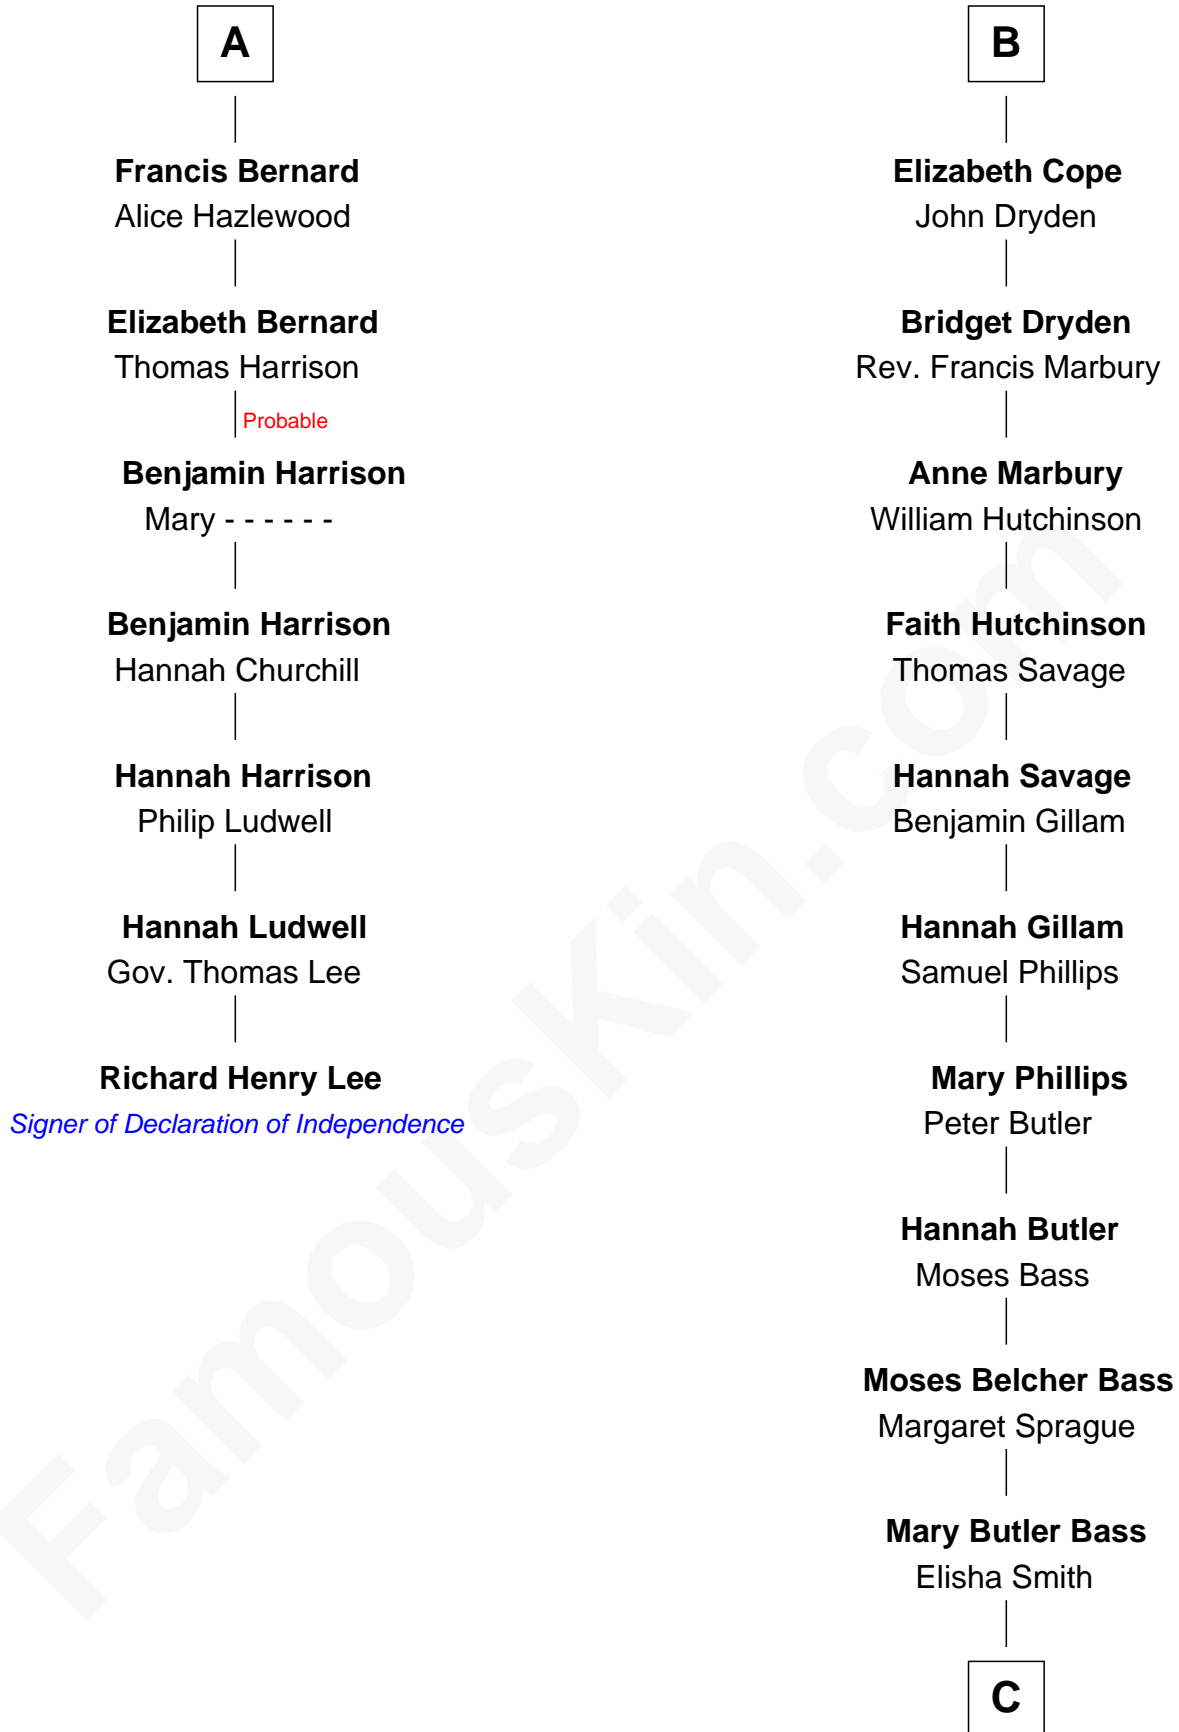 A
Francis Bernard
Alice Hazlewood
Elizabeth Bernard
Thomas Harrison
Probable
Benjamin Harrison
Mary - - - - - -
Benjamin Harrison
Hannah Churchill
Hannah Harrison
Philip Ludwell
Hannah Ludwell
Gov. Thomas Lee
Richard Henry Lee
Signer of Declaration of Independence
B
Elizabeth Cope
John Dryden
Bridget Dryden
Rev. Francis Marbury
Anne Marbury
William Hutchinson
Faith Hutchinson
Thomas Savage
Hannah Savage
Benjamin Gillam
Hannah Gillam
Samuel Phillips
Mary Phillips
Peter Butler
Hannah Butler
Moses Bass
Moses Belcher Bass
Margaret Sprague
Mary Butler Bass
Elisha Smith
C
FamousKin.com